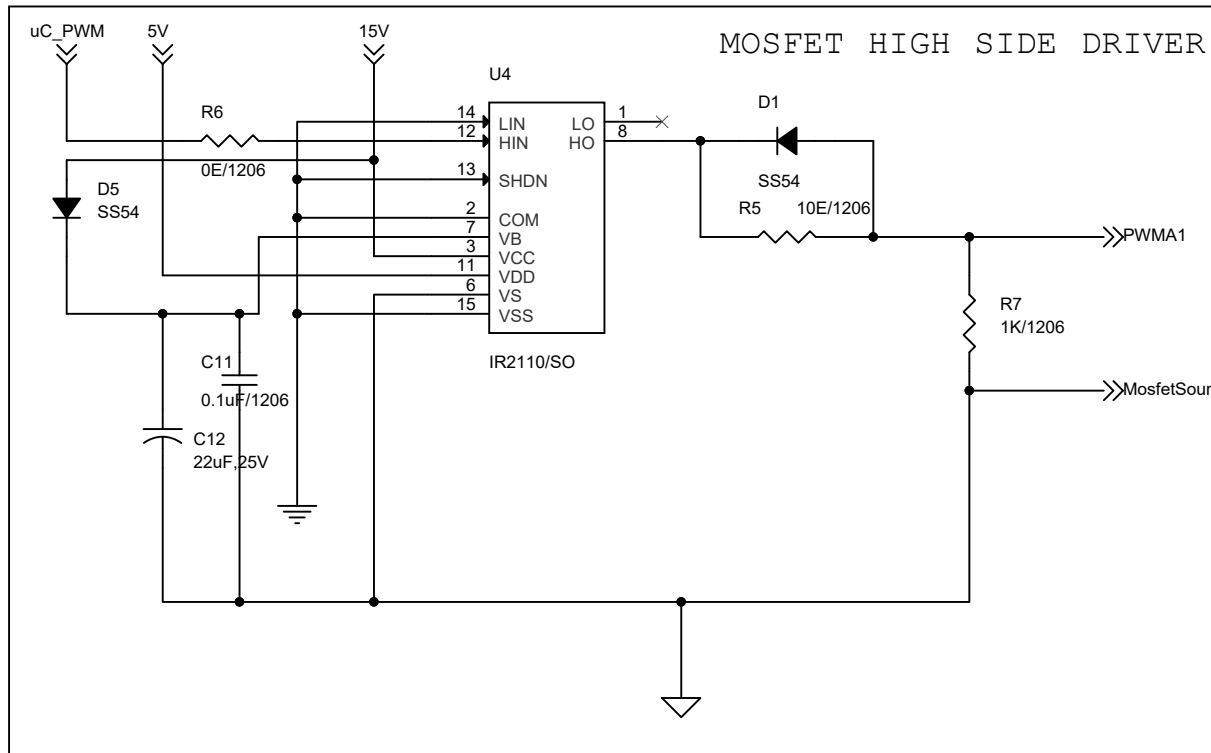 uC_PWM
5V
15V
MOSFET HIGH SIDE DRIVER
U4
R6
0E/1206
D5
SS54
14
12
13
2
7
3
11
6
15
LIN
HIN
SHDN
COM
VB
VCC
VDD
VS
VSS
LO
HO
1
8
IR2110/SO
D1
SS54
R5
10E/1206
PWMA1
R7
1K/1206
MosfetSour
C11
0.1uF/1206
C12
22uF,25V